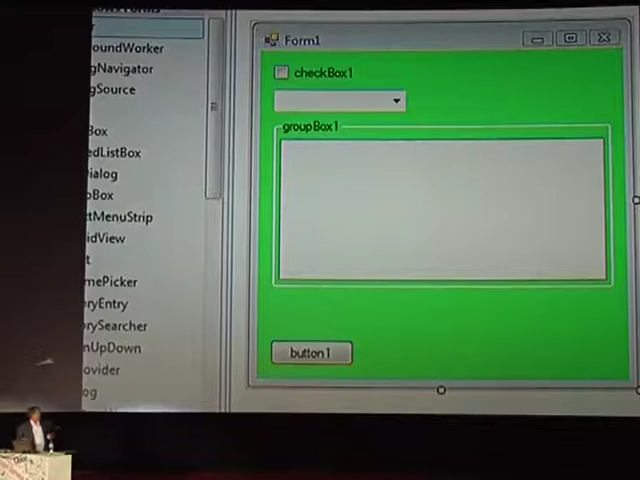 Form1
oundWorker
gNavigator
gSource
Box
edListBox
ialog
oBox
tMenuStrip
idView
t
mePicker
ryEntry
rySearcher
nUpDown
ovider
og
checkBox1
groupBox1
button1